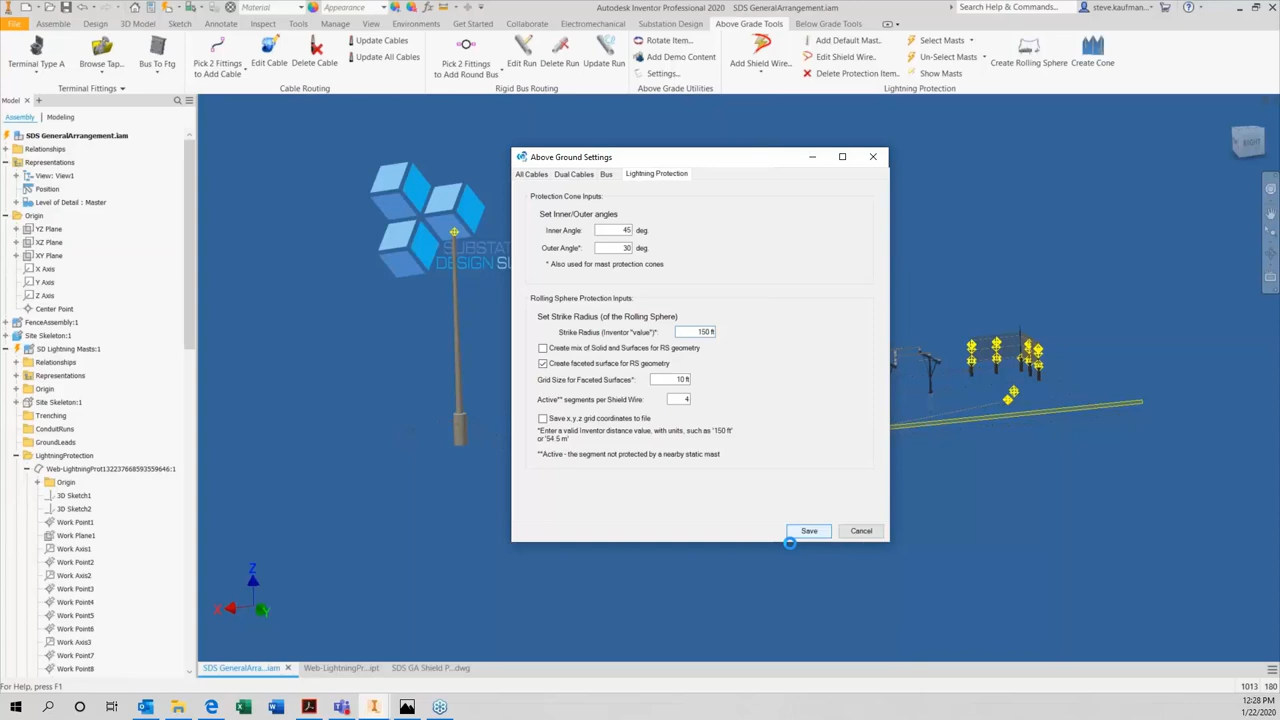 Material
Appearance
Autodesk Inventor Professional 2020
SDS GeneralArrangement.iam
Search Help & Commands...
steve.kaufman...
File
Assemble
Design
3D Model
Sketch
Annotate
Inspect
Tools
Manage
View
Environments
Get Started
Collaborate
Electromechanical
Substation Design
Above Grade Tools
Below Grade Tools
Terminal Type A
Browse Tap...
Bus To Ftg
Terminal Fittings
Pick 2 Fittings
to Add Cable
Edit Cable
Delete Cable
Update Cables
Update All Cables
Cable Routing
Pick 2 Fittings
to Add Round Bus
Edit Run
Delete Run
Update Run
Rigid Bus Routing
Rotate Item...
Add Demo Content
Settings...
Above Grade Utilities
Add Shield Wire..
Add Default Mast..
Edit Shield Wire..
Delete Protection Item..
Select Masts
Un-Select Masts
Show Masts
Create Rolling Sphere
Create Cone
Lightning Protection
Model
Assembly
Modeling
SDS GeneralArrangement.iam
Relationships
Representations
View: View1
Position
Level of Detail : Master
Origin
YZ Plane
XZ Plane
XY Plane
X Axis
Y Axis
Z Axis
Center Point
FenceAssembly:1
Site Skeleton:1
SD Lightning Masts:1
Relationships
Representations
Origin
Site Skeleton:1
Trenching
ConduitRuns
GroundLeads
LightningProtection
Web-LightningProt132237668593559646:1
Origin
3D Sketch1
3D Sketch2
Work Point1
Work Plane1
Work Axis1
Work Point2
Work Axis2
Work Point3
Work Point4
Work Point5
Work Point6
Work Axis3
Work Point7
Work Point8
SUBSTAT
DESIGN SU
RIGHT
Z
X
Y
Above Ground Settings
All Cables
Dual Cables
Bus
Lightning Protection
Protection Cone Inputs:
Set Inner/Outer angles
Inner Angle: 45 deg.
Outer Angle*: 30 deg.
* Also used for mast protection cones
Rolling Sphere Protection Inputs:
Set Strike Radius (of the Rolling Sphere)
Strike Radius (Inventor "value")*: 150 ft
Create mix of Solid and Surfaces for RS geometry
Create faceted surface for RS geometry
Grid Size for Faceted Surfaces*: 10 ft
Active** segments per Shield Wire: 4
Save x,y,z grid coordinates to file
*Enter a valid Inventor distance value, with units, such as '150 ft'
or '54.5 m'
**Active - the segment not protected by a nearby static mast
Save
Cancel
SDS GeneralArra...iam
Web-LightningPr...ipt
SDS GA Shield P...dwg
For Help, press F1
1013
180
12:28 PM
1/22/2020